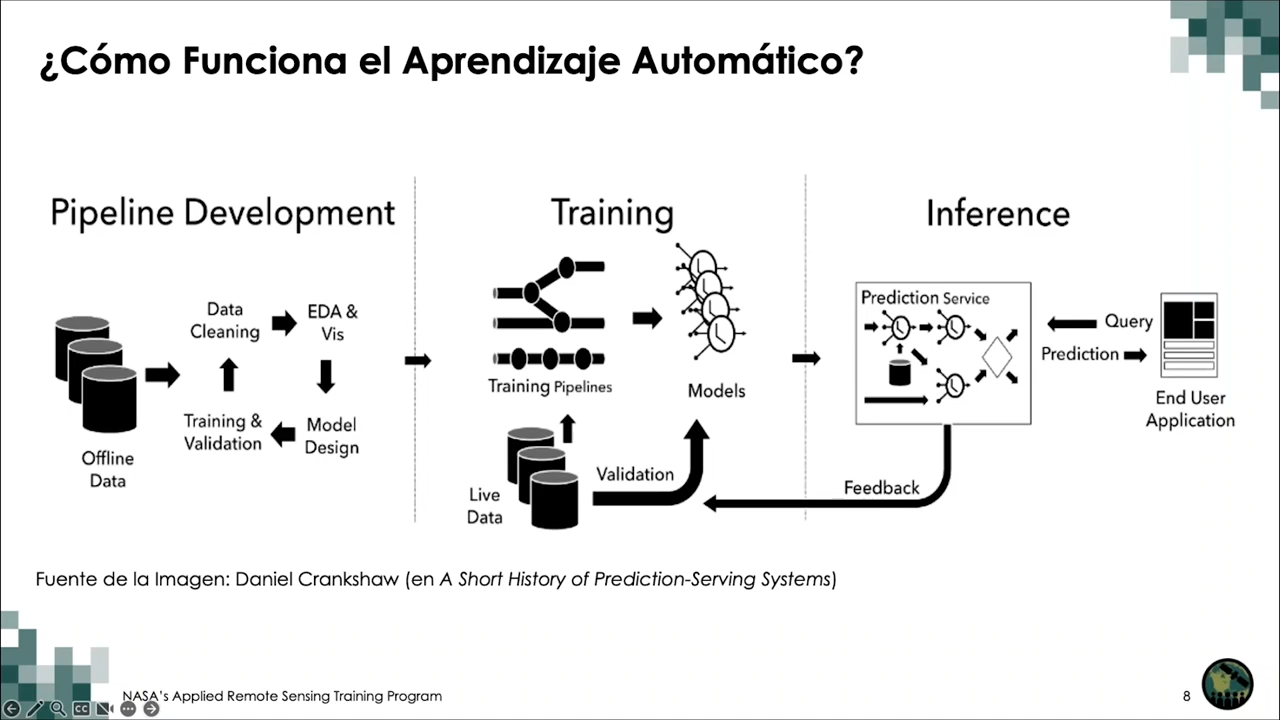 ¿Cómo Funciona el Aprendizaje Automático?
Pipeline Development
Offline
Data
Data
Cleaning
EDA &
Vis
Training &
Validation
Model
Design
Training
Training Pipelines
Models
Live
Data
Validation
Inference
Prediction Service
Query
Prediction
End User
Application
Feedback
Fuente de la Imagen: Daniel Crankshaw (en A Short History of Prediction-Serving Systems)
NASA's Applied Remote Sensing Training Program
8
CC